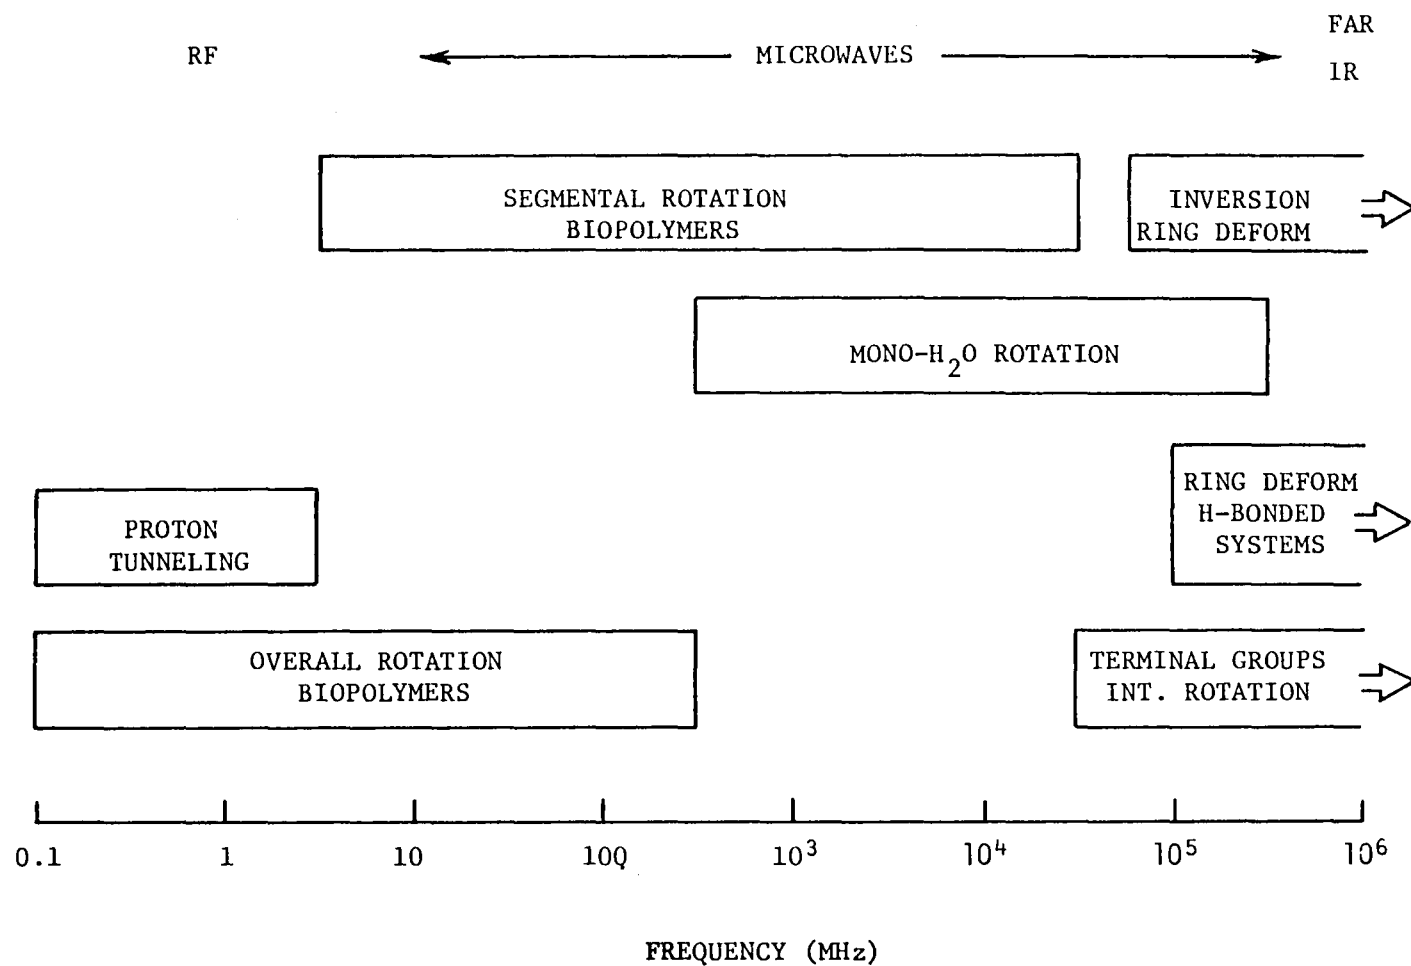 RF
MICROWAVES
FAR
IR
SEGMENTAL ROTATION
BIOPOLYMERS
INVERSION
RING DEFORM
MONO-H₂O ROTATION
RING DEFORM
H-BONDED
SYSTEMS
PROTON
TUNNELING
OVERALL ROTATION
BIOPOLYMERS
TERMINAL GROUPS
INT. ROTATION
0.1 1 10 10Q 10³ 10⁴ 10⁵ 10⁶
FREQUENCY (MHz)